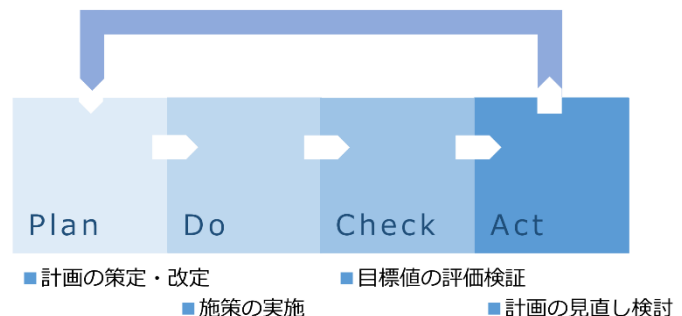 Plan
Do
Check
Act
■計画の策定・改定
■施策の実施
■目標値の評価検証
■計画の見直し検討